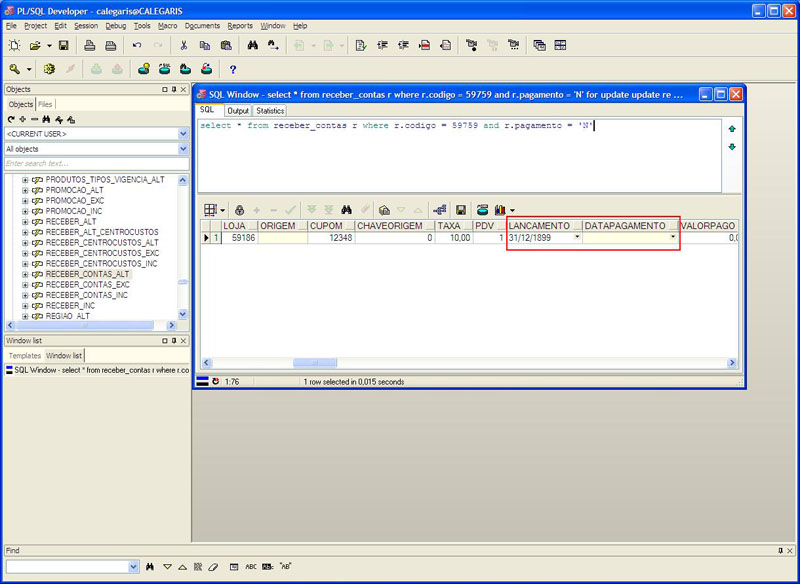 PL/SQL Developer - calegaris@CALEGARIS
File Project Edit Session Debug Tools Macro Documents Reports Window Help
Objects
Objects Files
<CURRENT USER>
All objects
Enter search text...
PRODUTOS_TIPOS_VIGENCIA_ALT
PROMOCAO_ALT
PROMOCAO_EXC
PROMOCAO_INC
RECEBER_ALT
RECEBER_ALT_CENTROCUSTOS
RECEBER_CENTROCUSTOS_ALT
RECEBER_CENTROCUSTOS_EXC
RECEBER_CENTROCUSTOS_INC
RECEBER_CONTAS_ALT
RECEBER_CONTAS_EXC
RECEBER_CONTAS_INC
RECEBER_INC
REGIAO_ALT
Window list
Templates Window list
SQL Window - select * from receber_contas r where r.co
SQL Window - select * from receber_contas r where r.codigo = 59759 and r.pagamento = 'N' for update update re ...
SQL Output Statistics
select * from receber_contas r where r.codigo = 59759 and r.pagamento = 'N'
LOJA ORIGEM CUPOM CHAVEORIGEM TAXA PDV LANCAMENTO DATAPAGAMENTO VALORPAGO
1 59186 12348 0 10,00 1 31/12/1899 0,0
1:76 1 row selected in 0,015 seconds
Find
ABC "AB"